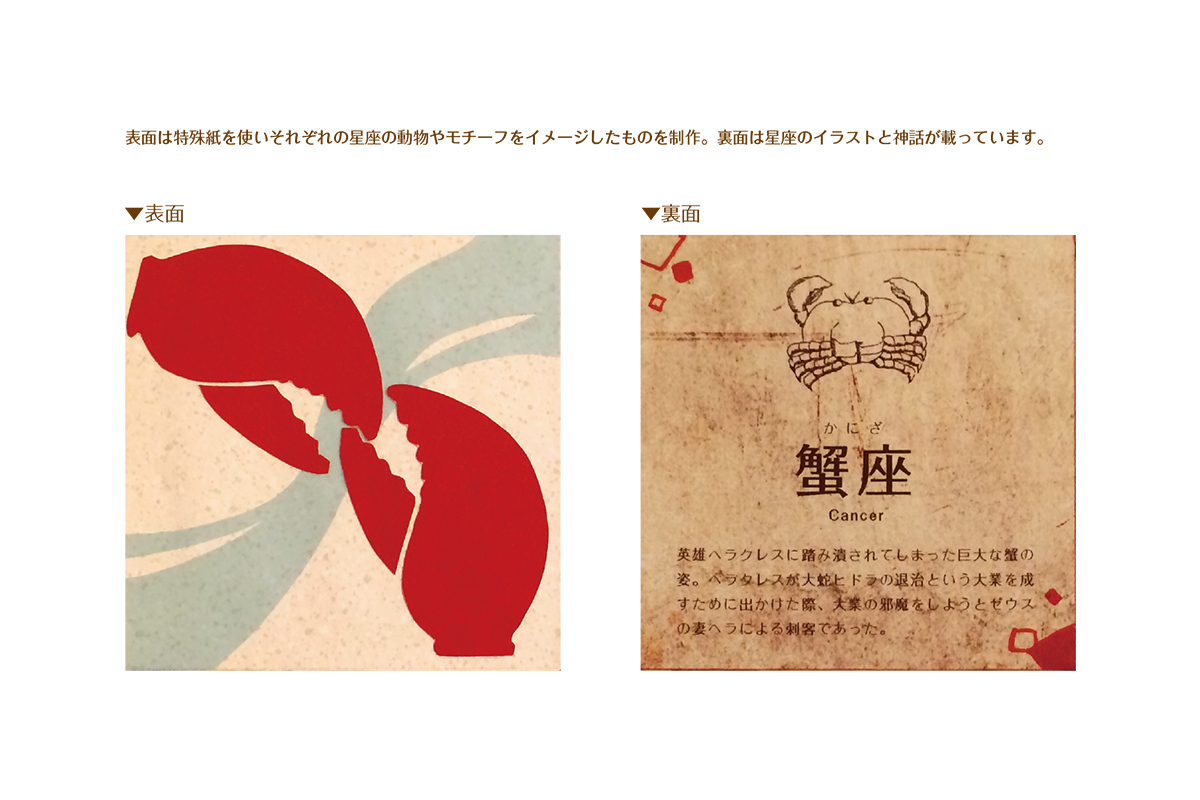 表面は特殊紙を使いそれぞれの星座の動物やモチーフをイメージしたものを制作。裏面は星座のイラストと神話が載っています。
▼表面
▼裏面
かにざ
蟹座
Cancer
英雄ヘラクレスに踏み潰されてしまった巨大な蟹の
姿。ヘラクレスが大蛇ヒドラの退治という大業を成
すために出かけた際、大業の邪魔をしようとゼウス
の妻ヘラによる刺客であった。